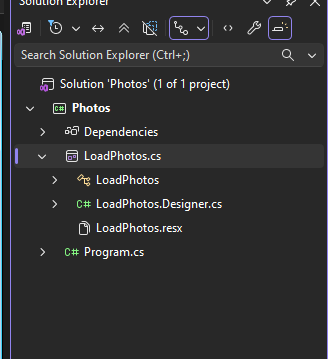 Solution Explorer
Search Solution Explorer (Ctrl+;)
Solution 'Photos' (1 of 1 project)
C# Photos
Dependencies
LoadPhotos.cs
LoadPhotos
C# LoadPhotos.Designer.cs
LoadPhotos.resx
C# Program.cs